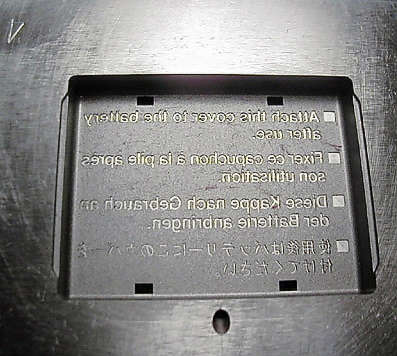 ■ Attach this cover to the battery
after use.
■ Fixer ce capuchon à la pile après
son utilisation.
■ Diese Kappe nach Gebrauch an
der Batterie anbringen.
■ 使用後はバッテリーにこのカバーを
付けてください。